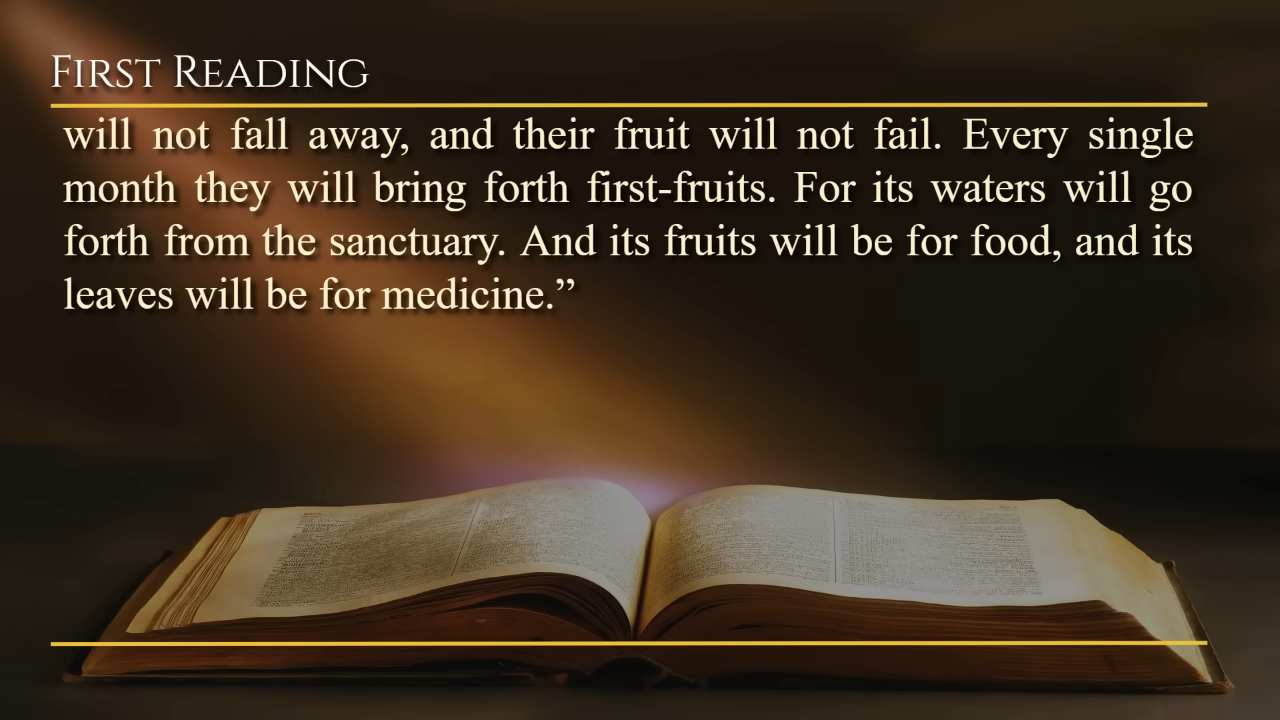 First Reading
will not fall away, and their fruit will not fail. Every single
month they will bring forth first-fruits. For its waters will go
forth from the sanctuary. And its fruits will be for food, and its
leaves will be for medicine.”